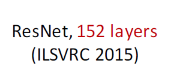 ResNet, 152 layers
(ILSVRC 2015)